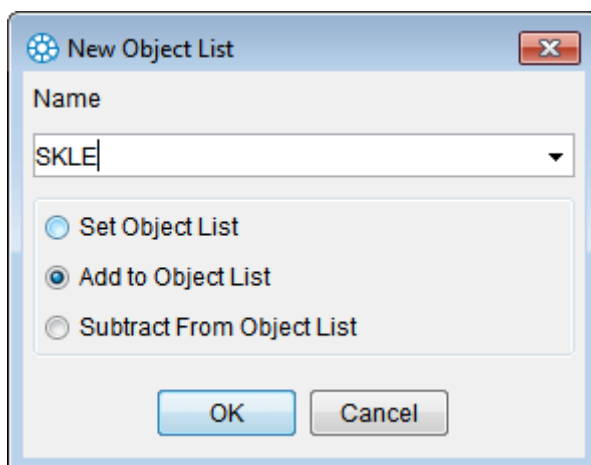 New Object List
Name
SKLE
Set Object List
Add to Object List
Subtract From Object List
OK Cancel